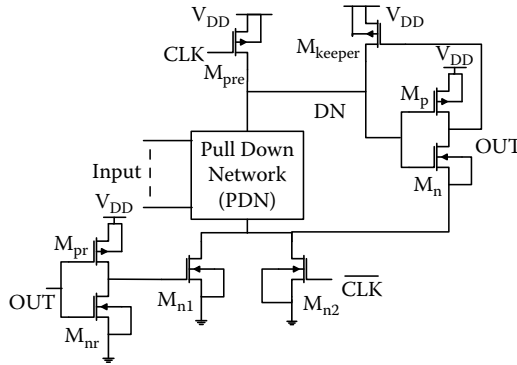 V_DD
V_DD
CLK
M_pre
M_keeper
V_DD
M_p
DN
OUT
M_n
Input
Pull Down
Network
(PDN)
V_DD
M_pr
OUT
M_nr
M_n1
M_n2
C̅L̅K̅